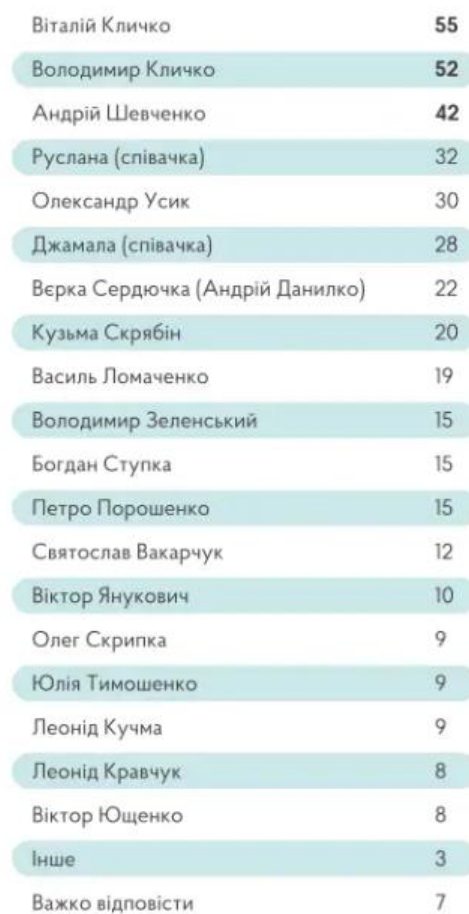 Віталій Кличко 55
Володимир Кличко 52
Андрій Шевченко 42
Руслана (співачка) 32
Олександр Усик 30
Джамала (співачка) 28
Вєрка Сердючка (Андрій Данилко) 22
Кузьма Скрябін 20
Василь Ломаченко 19
Володимир Зеленський 15
Богдан Ступка 15
Петро Порошенко 15
Святослав Вакарчук 12
Віктор Янукович 10
Олег Скрипка 9
Юлія Тимошенко 9
Леонід Кучма 9
Леонід Кравчук 8
Віктор Ющенко 8
Інше 3
Важко відповісти 7